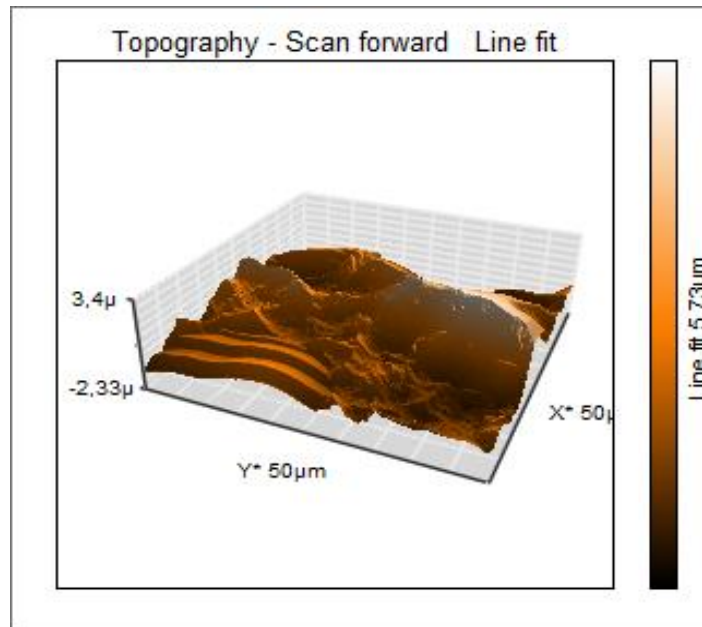 Topography - Scan forward Line fit
3,4µ
-2,33µ
Y* 50µm
X* 50µ
Line fit 5,73µm